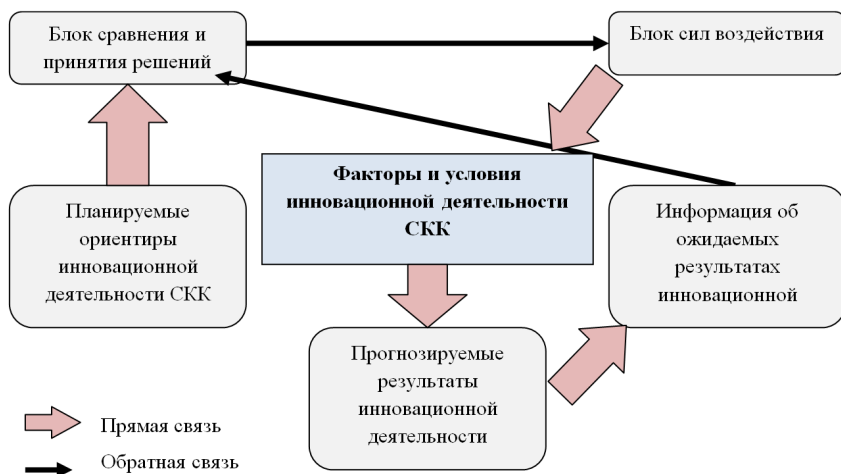 Блок сравнения и
принятия решений
Блок сил воздействия
Факторы и условия
инновационной деятельности
СКК
Планируемые
ориентиры
инновационной
деятельности СКК
Информация об
ожидаемых
результатах
инновационной
Прогнозируемые
результаты
инновационной
деятельности
Прямая связь
Обратная связь